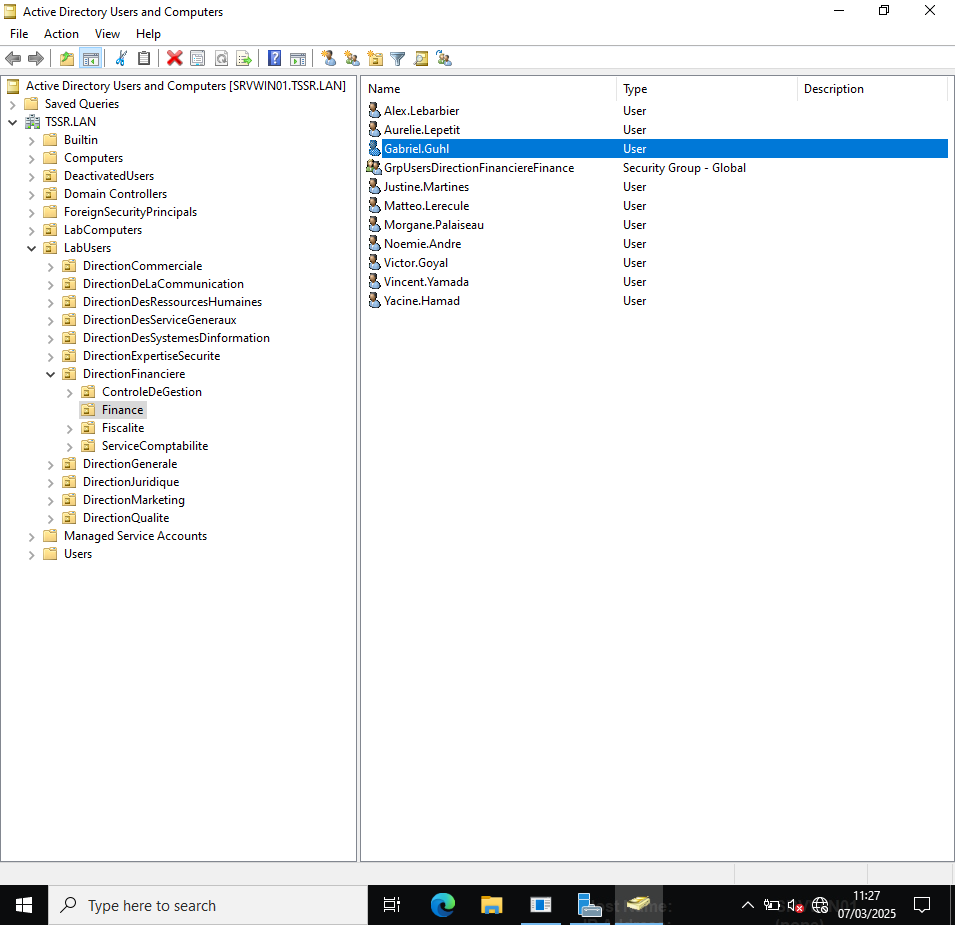 Active Directory Users and Computers
File Action View Help
Active Directory Users and Computers [SRVWIN01.TSSR.LAN]
Saved Queries
TSSR.LAN
Builtin
Computers
DeactivatedUsers
Domain Controllers
ForeignSecurityPrincipals
LabComputers
LabUsers
DirectionCommerciale
DirectionDeLaCommunication
DirectionDesRessourcesHumaines
DirectionDesServiceGeneraux
DirectionDesSystemesDinformation
DirectionExpertiseSecurite
DirectionFinanciere
ControleDeGestion
Finance
Fiscalite
ServiceComptabilite
DirectionGenerale
DirectionJuridique
DirectionMarketing
DirectionQualite
Managed Service Accounts
Users
Name Type Description
Alex.Lebarbier User
Aurelie.Lepetit User
Gabriel.Guhl User
GrpUsersDirectionFinanciereFinance Security Group - Global
Justine.Martines User
Matteo.Lerecule User
Morgane.Palaiseau User
Noemie.Andre User
Victor.Goyal User
Vincent.Yamada User
Yacine.Hamad User
Type here to search
11:27
07/03/2025